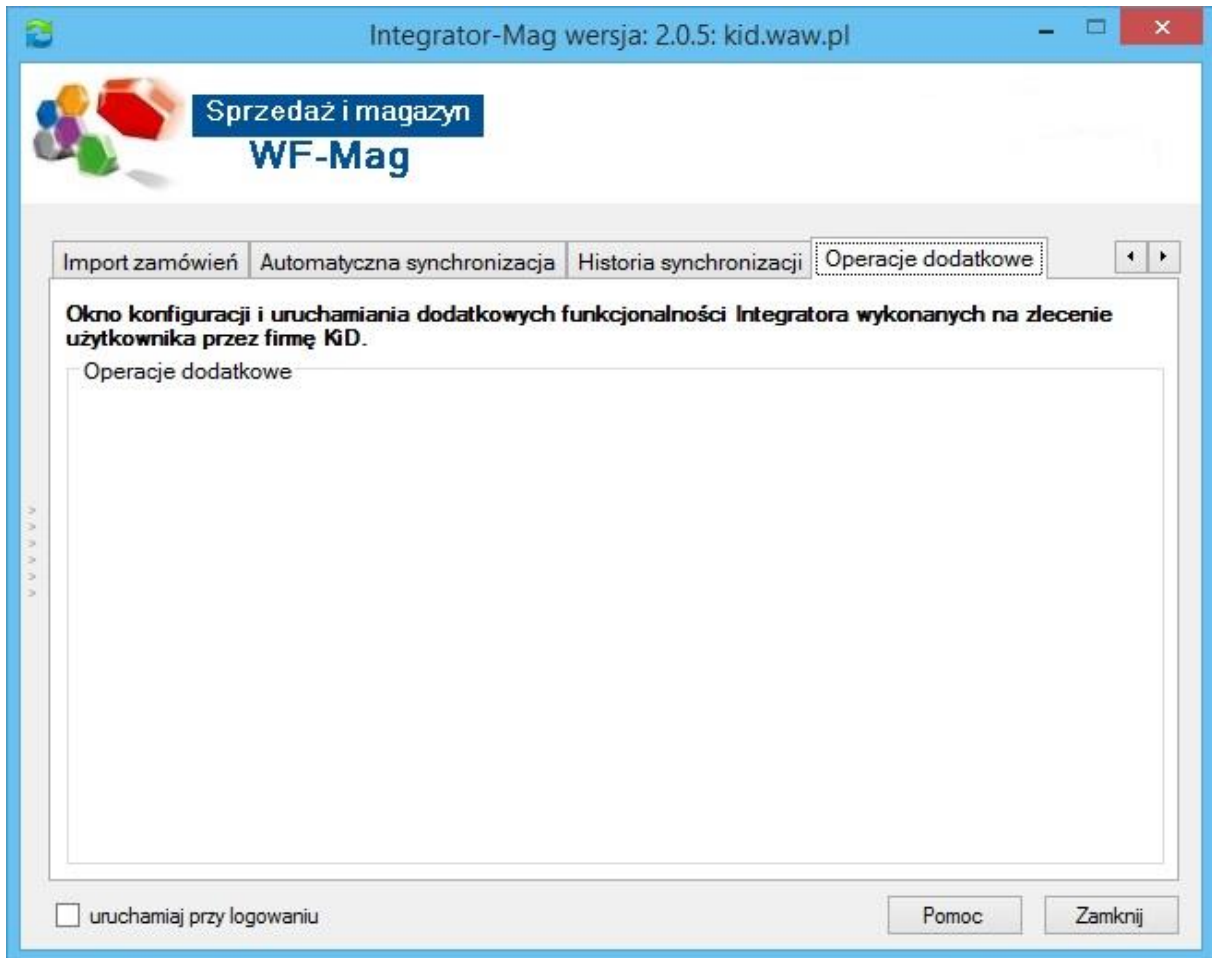 Integrator-Mag wersja: 2.0.5: kid.waw.pl
Sprzedaż i magazyn
WF-Mag
Import zamówień
Automatyczna synchronizacja
Historia synchronizacji
Operacje dodatkowe
Okno konfiguracji i uruchamiania dodatkowych funkcjonalności Integratora wykonanych na zlecenie
użytkownika przez firmę KiD.
Operacje dodatkowe
uruchamiaj przy logowaniu
Pomoc
Zamknij